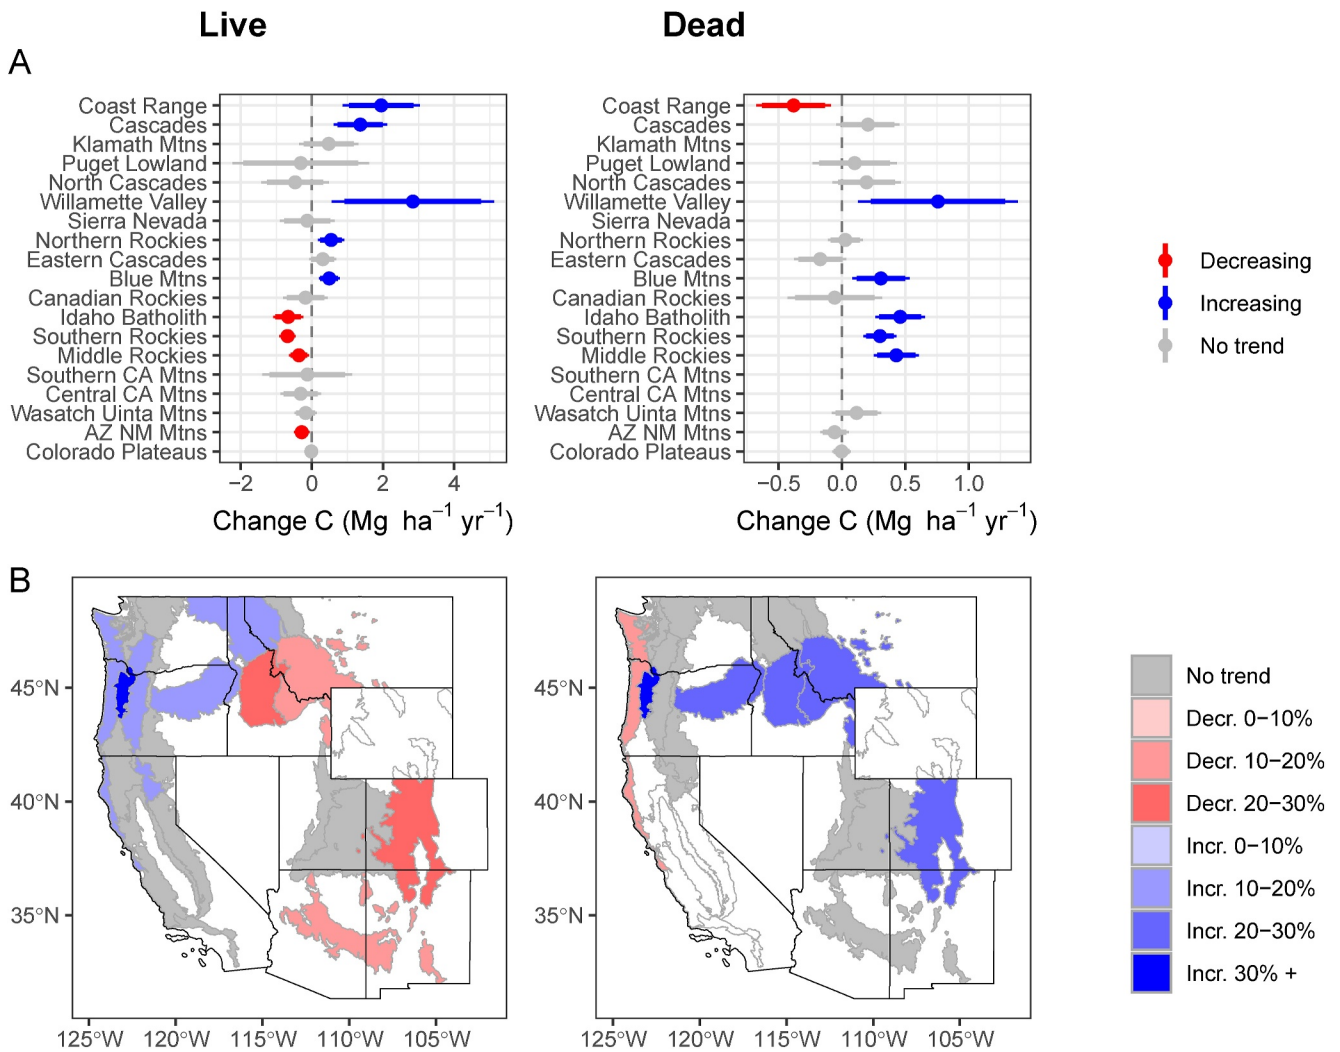 Live
Dead
A
Coast Range
Cascades
Klamath Mtns
Puget Lowland
North Cascades
Willamette Valley
Sierra Nevada
Northern Rockies
Eastern Cascades
Blue Mtns
Canadian Rockies
Idaho Batholith
Southern Rockies
Middle Rockies
Southern CA Mtns
Central CA Mtns
Wasatch Uinta Mtns
AZ NM Mtns
Colorado Plateaus
−2 0 2 4
Change C (Mg ha⁻¹ yr⁻¹)
Coast Range
Cascades
Klamath Mtns
Puget Lowland
North Cascades
Willamette Valley
Sierra Nevada
Northern Rockies
Eastern Cascades
Blue Mtns
Canadian Rockies
Idaho Batholith
Southern Rockies
Middle Rockies
Southern CA Mtns
Central CA Mtns
Wasatch Uinta Mtns
AZ NM Mtns
Colorado Plateaus
−0.5 0.0 0.5 1.0
Change C (Mg ha⁻¹ yr⁻¹)
Decreasing
Increasing
No trend
B
45°N
40°N
35°N
125°W 120°W 115°W 110°W 105°W
45°N
40°N
35°N
125°W 120°W 115°W 110°W 105°W
No trend
Decr. 0−10%
Decr. 10−20%
Decr. 20−30%
Incr. 0−10%
Incr. 10−20%
Incr. 20−30%
Incr. 30% +